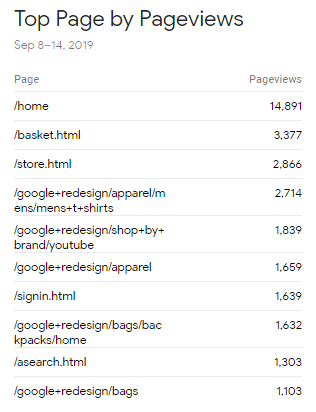 Top Page by Pageviews
Sep 8–14, 2019
Page Pageviews
/home 14,891
/basket.html 3,377
/store.html 2,866
/google+redesign/apparel/m 2,714
ens/mens+t+shirts
/google+redesign/shop+by+ 1,839
brand/youtube
/google+redesign/apparel 1,659
/signin.html 1,639
/google+redesign/bags/bac 1,632
kpacks/home
/asearch.html 1,303
/google+redesign/bags 1,103